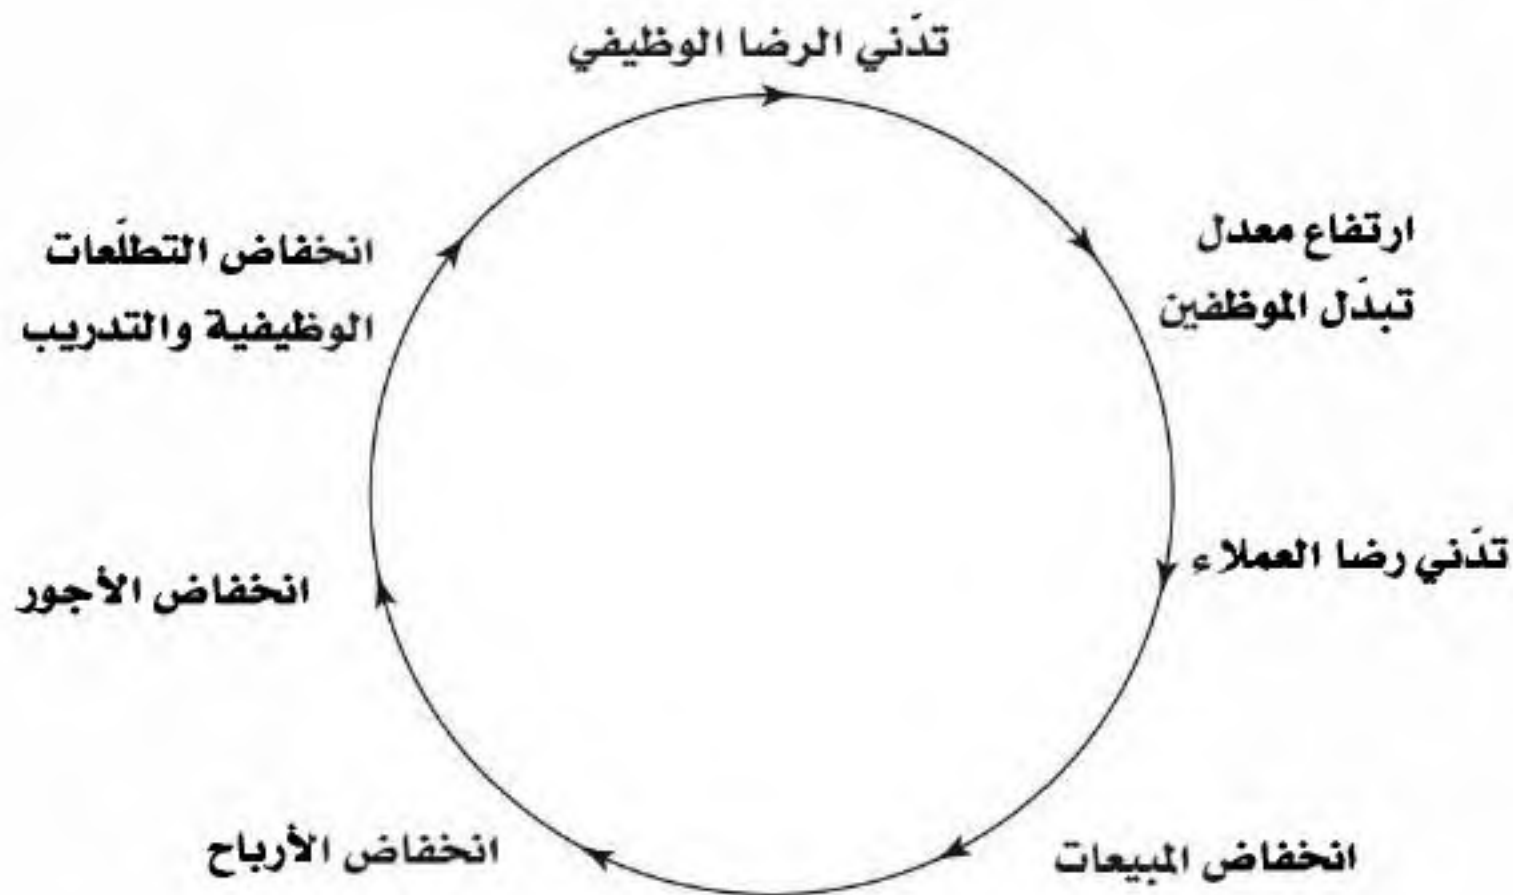 تدَني الرضا الوظيفي
ارتفاع معدل
تبدَل الموظفين
تدَني رضا العملاء
انخفاض المبيعات
انخفاض الأرباح
انخفاض الأجور
انخفاض التطلَعات
الوظيفية والتدريب